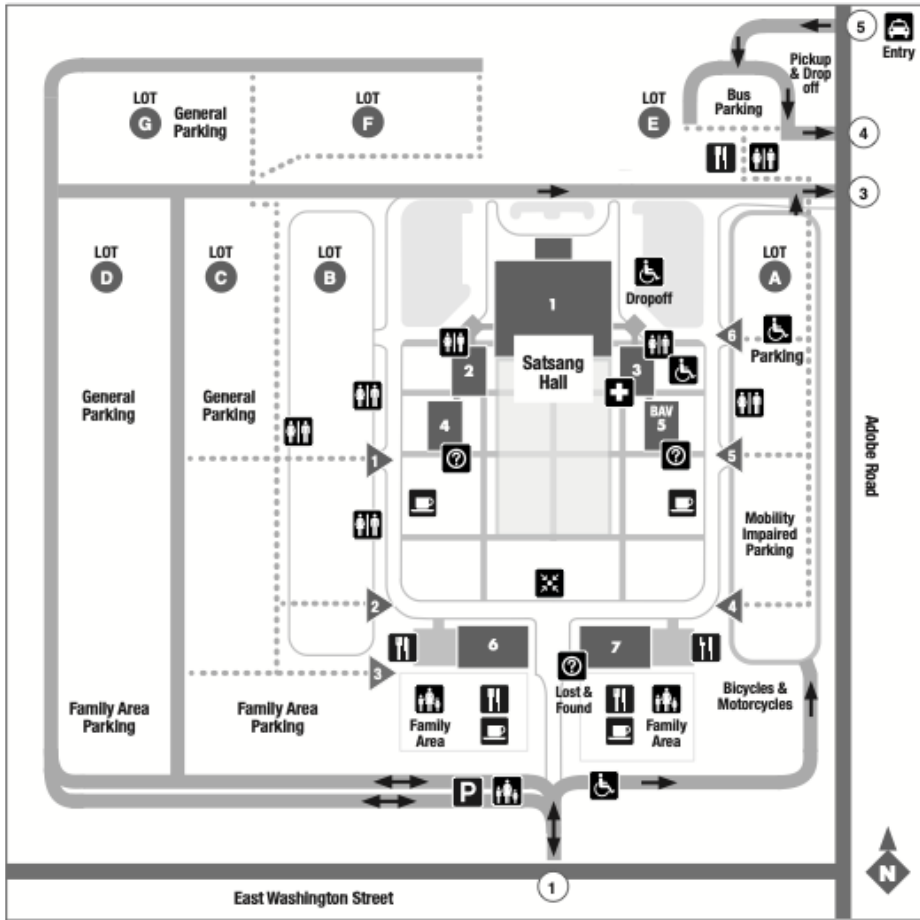 5
Entry
Pickup
& Drop
off
Bus
Parking
4
LOT
G
General
Parking
LOT
F
LOT
E
3
LOT
D
LOT
C
LOT
B
LOT
A
1
Dropoff
6
Parking
Satsang
Hall
2
3
General
Parking
General
Parking
4
BAV
5
1
?
?
5
Adobe Road
Mobility
Impaired
Parking
2
4
6
7
3
?
Lost &
Found
Family
Area
Family
Area
Bicycles &
Motorcycles
Family Area
Parking
Family Area
Parking
P
1
N
East Washington Street